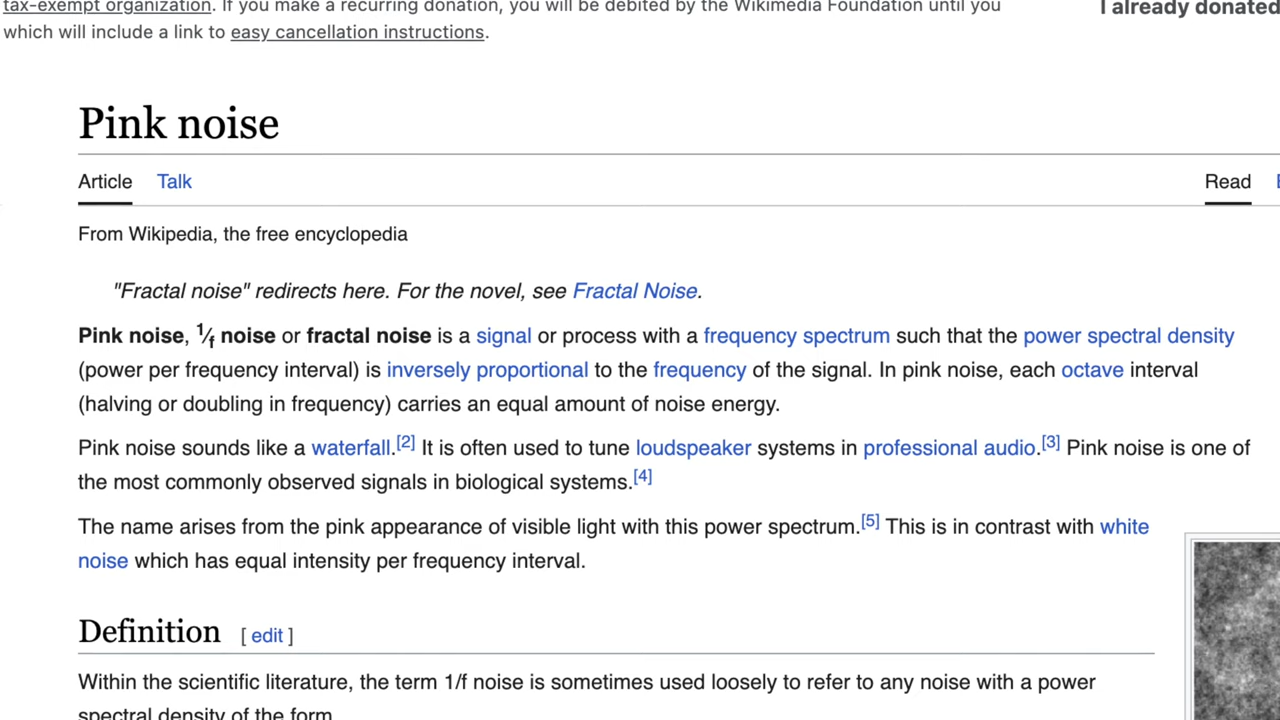 tax-exempt organization. If you make a recurring donation, you will be debited by the Wikimedia Foundation until you
I already donated
which will include a link to easy cancellation instructions.
Pink noise
Article Talk
Read
From Wikipedia, the free encyclopedia
"Fractal noise" redirects here. For the novel, see Fractal Noise.
Pink noise, 1⁄f noise or fractal noise is a signal or process with a frequency spectrum such that the power spectral density
(power per frequency interval) is inversely proportional to the frequency of the signal. In pink noise, each octave interval
(halving or doubling in frequency) carries an equal amount of noise energy.
Pink noise sounds like a waterfall.[2] It is often used to tune loudspeaker systems in professional audio.[3] Pink noise is one of
the most commonly observed signals in biological systems.[4]
The name arises from the pink appearance of visible light with this power spectrum.[5] This is in contrast with white
noise which has equal intensity per frequency interval.
Definition [ edit ]
Within the scientific literature, the term 1/f noise is sometimes used loosely to refer to any noise with a power
spectral density of the form